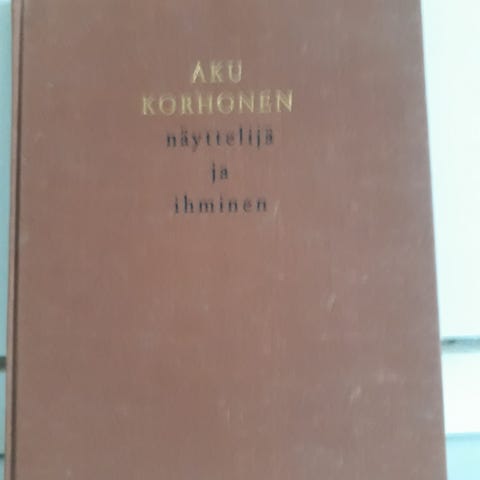 AKU
KORHONEN
näyttelijä
ja
ihminen